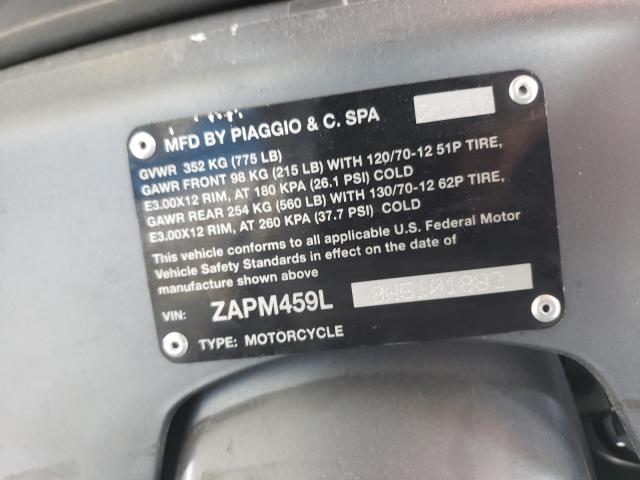 MFD BY PIAGGIO & C. SPA
GVWR 352 KG (775 LB)
GAWR FRONT 98 KG (215 LB) WITH 120/70-12 51P TIRE,
E3.00X12 RIM, AT 180 KPA (26.1 PSI) COLD
GAWR REAR 254 KG (560 LB) WITH 130/70-12 62P TIRE,
E3.00X12 RIM, AT 260 KPA (37.7 PSI) COLD
This vehicle conforms to all applicable U.S. Federal Motor
Vehicle Safety Standards in effect on the date of
manufacture shown above
VIN: ZAPM459L
TYPE: MOTORCYCLE